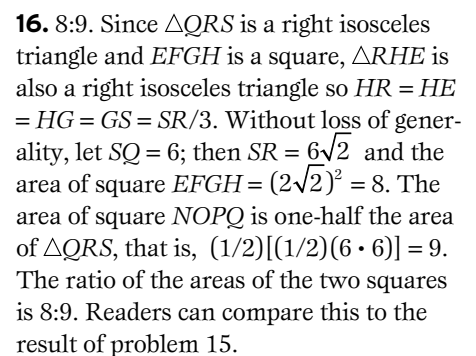 16. 8:9. Since △QRS is a right isosceles
triangle and EFGH is a square, △RHE is
also a right isosceles triangle so HR = HE
= HG = GS = SR/3. Without loss of gener-
ality, let SQ = 6; then SR = 6√2 and the
area of square EFGH = (2√2)² = 8. The
area of square NOPQ is one-half the area
of △QRS, that is, (1/2)[(1/2)(6 • 6)] = 9.
The ratio of the areas of the two squares
is 8:9. Readers can compare this to the
result of problem 15.